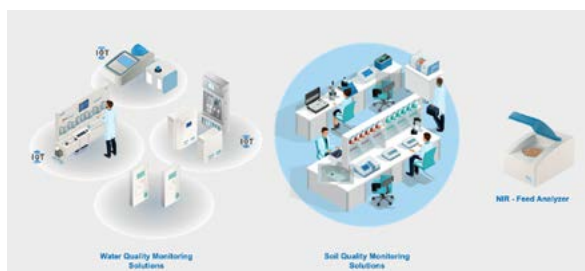 IOT
IOT
IOT
NIR - Feed Analyzer
Water Quality Monitoring
Solutions
Soil Quality Monitoring
Solutions